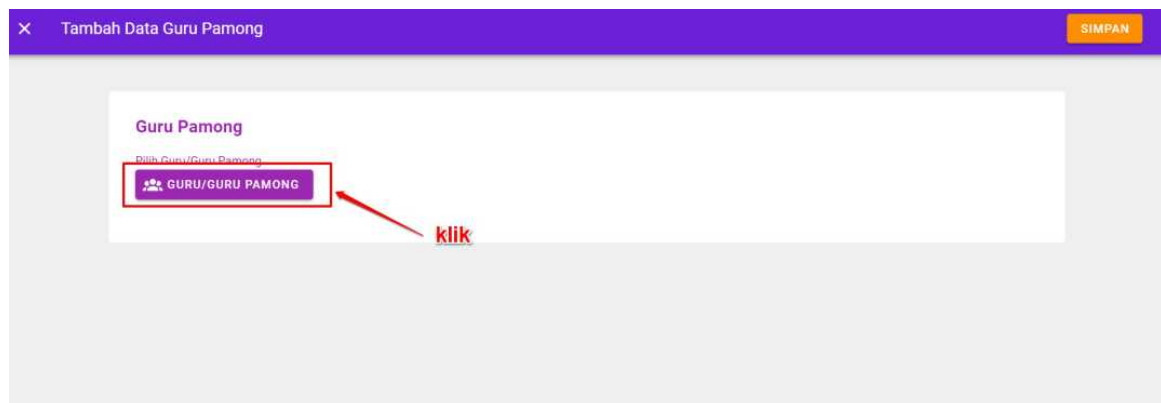 Tambah Data Guru Pamong
SIMPAN
Guru Pamong
Pilih Guru/Guru Pamong
GURU/GURU PAMONG
klik